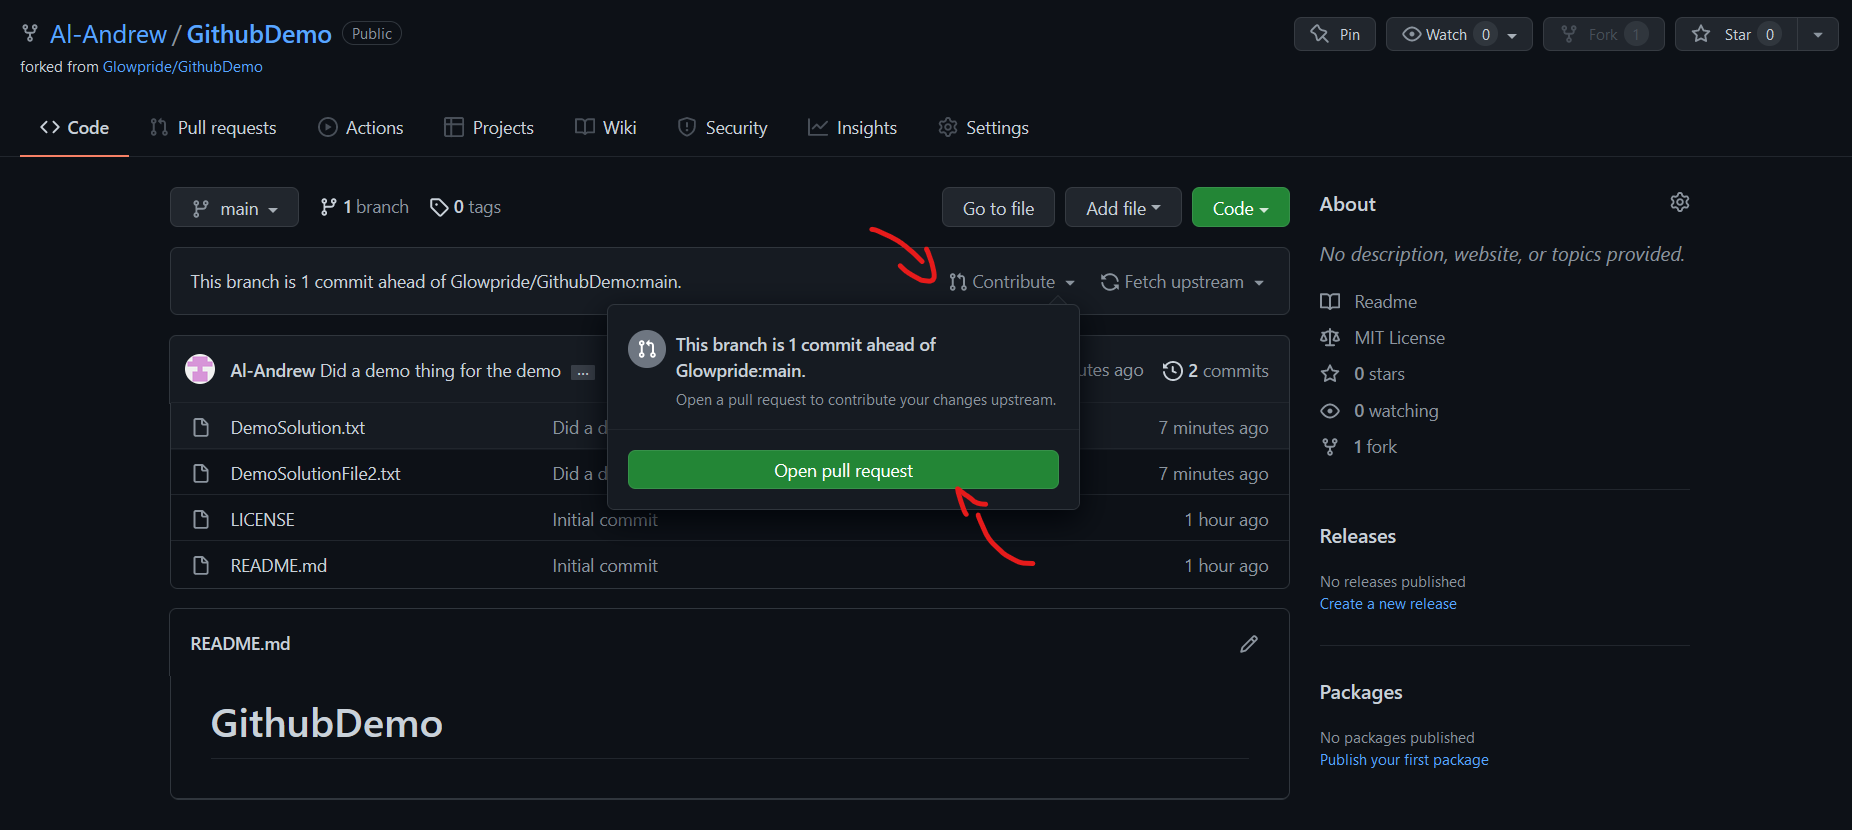 Al-Andrew / GithubDemo Public
Pin Watch 0 Fork 1 Star 0
forked from Glowpride/GithubDemo
Code Pull requests Actions Projects Wiki Security Insights Settings
main 1 branch 0 tags Go to file Add file Code
This branch is 1 commit ahead of Glowpride/GithubDemo:main. Contribute Fetch upstream
This branch is 1 commit ahead of
Glowpride:main.
Open a pull request to contribute your changes upstream.
Open pull request
Al-Andrew Did a demo thing for the demo ... ago 2 commits
DemoSolution.txt Did a 7 minutes ago
DemoSolutionFile2.txt Did a 7 minutes ago
LICENSE Initial commit 1 hour ago
README.md Initial commit 1 hour ago
README.md
GithubDemo
About
No description, website, or topics provided.
Readme
MIT License
0 stars
0 watching
1 fork
Releases
No releases published
Create a new release
Packages
No packages published
Publish your first package